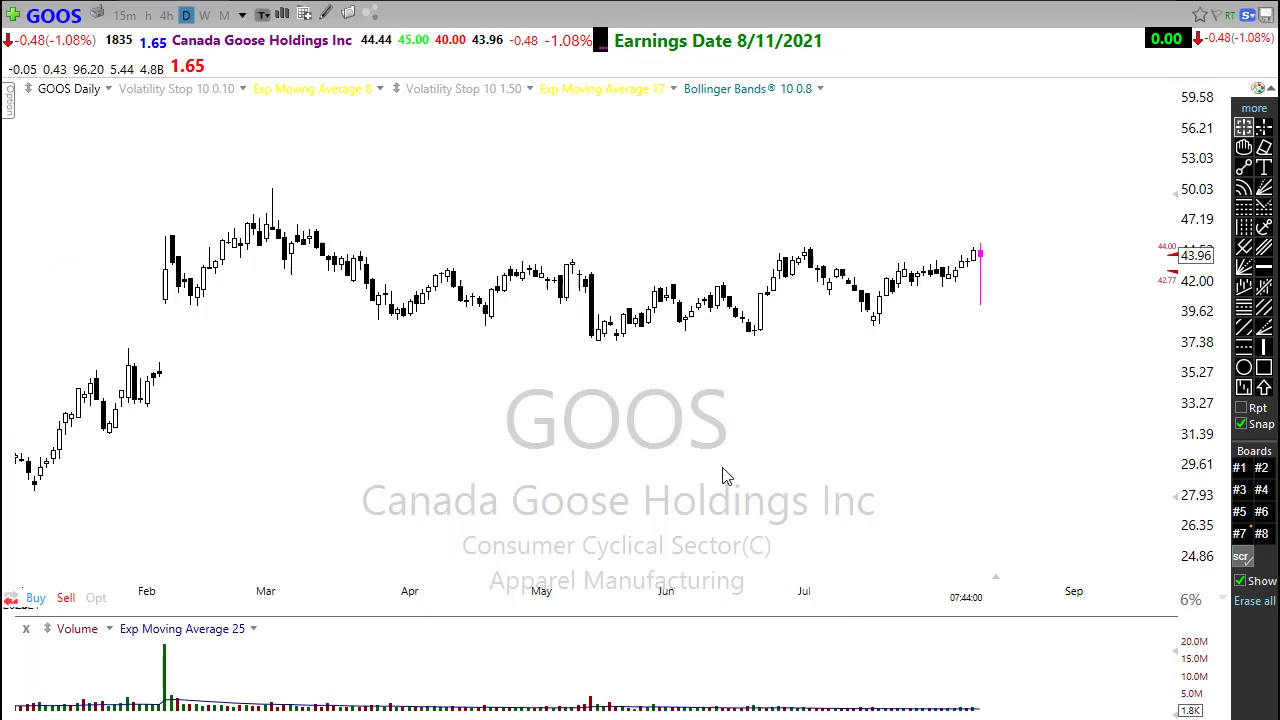 GOOS 15m h 4h D W M T RT S
-0.48(-1.08%) 1835 1.65 Canada Goose Holdings Inc 44.44 45.00 40.00 43.96 -0.48 -1.08% ... Earnings Date 8/11/2021 0.00 -0.48(-1.08%)
-0.05 0.43 96.20 5.44 4.8B 1.65
Option
GOOS Daily Volatility Stop 10 0.10 Exp Moving Average 8 Volatility Stop 10 1.50 Exp Moving Average 17 Bollinger Bands® 10 0.8
59.58
56.21
53.03
50.03
47.19
44.00
43.96
42.77
42.00
39.62
37.38
35.27
33.27
31.39
29.61
27.93
26.35
24.86
more
T
Rpt
Snap
Boards
#1 #2
#3 #4
#5 #6
#7 #8
scr
Show
Erase all
GOOS
Canada Goose Holdings Inc
Consumer Cyclical Sector(C)
Apparel Manufacturing
Feb Mar Apr May Jun Jul 07:44:00 Sep
Buy Sell Opt 6%
x Volume Exp Moving Average 25
20.0M
15.0M
10.0M
5.0M
1.8K